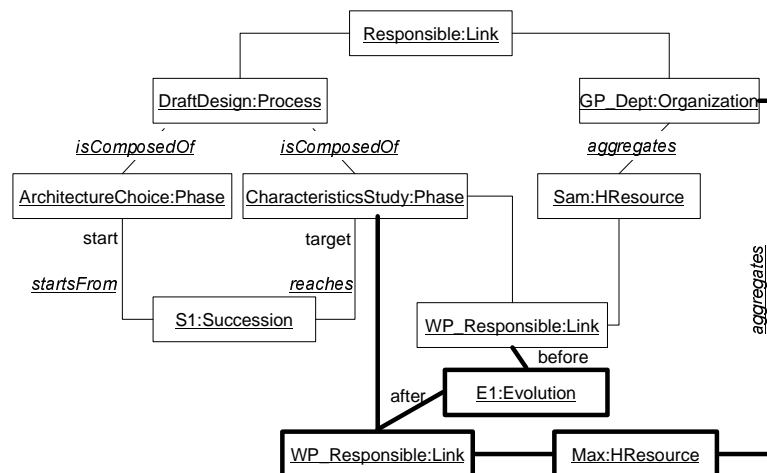 Responsible:Link
DraftDesign:Process
GP_Dept:Organization
isComposedOf
isComposedOf
aggregates
ArchitectureChoice:Phase
CharacteristicsStudy:Phase
Sam:HResource
start
target
startsFrom
reaches
aggregates
S1:Succession
WP_Responsible:Link
before
after
E1:Evolution
WP_Responsible:Link
Max:HResource